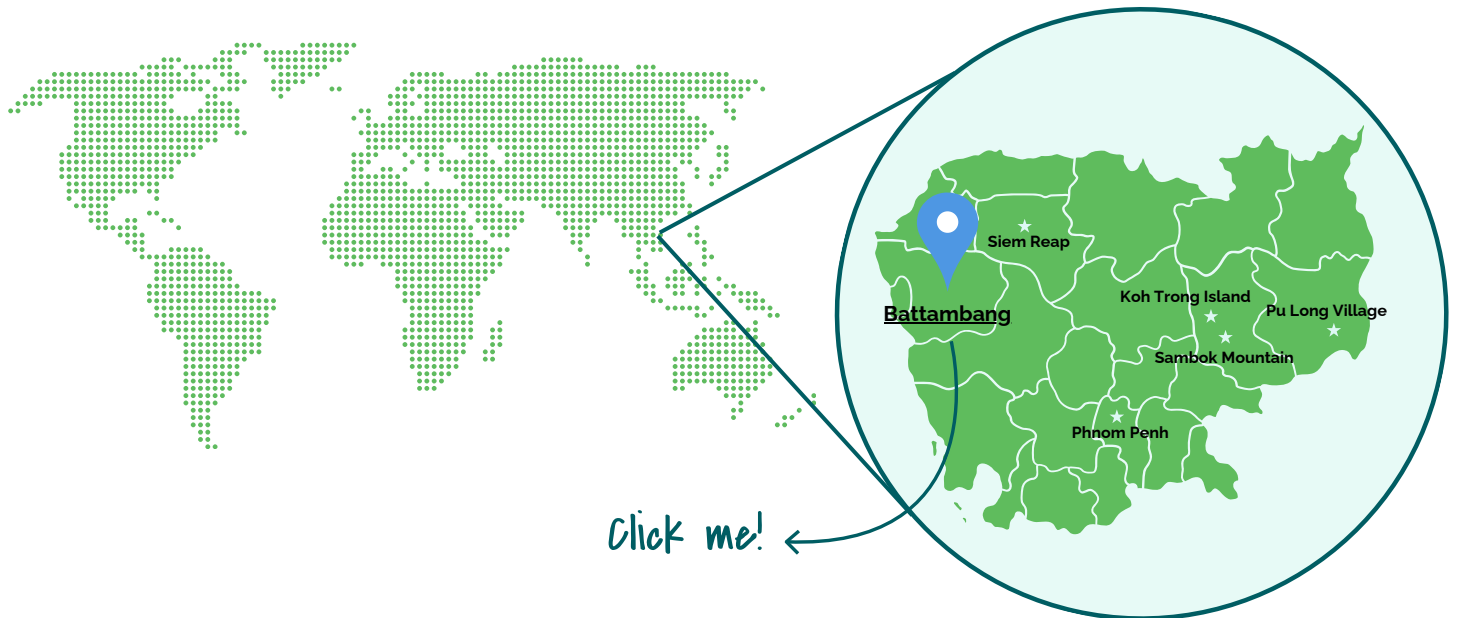 Siem Reap
Koh Trong Island
Pu Long Village
Battambang
Sambok Mountain
Phnom Penh
Click me!